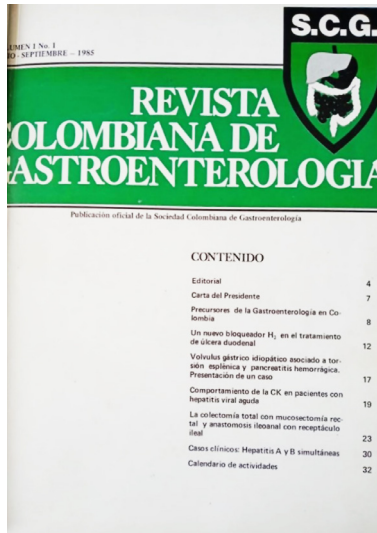 S.C.G.
UMEN 1 No. 1
O - SEPTIEMBRE - 1985
REVISTA
COLOMBIANA DE
GASTROENTEROLOGIA
Publicación oficial de la Sociedad Colombiana de Gastroenterología
CONTENIDO
Editorial 4
Carta del Presidente 7
Precursores de la Gastroenterología en Co-
lombia 8
Un nuevo bloqueador H₂ en el tratamiento
de úlcera duodenal 12
Volvulus gástrico idiopático asociado a tor-
sión esplénica y pancreatitis hemorrágica.
Presentación de un caso 17
Comportamiento de la CK en pacientes con
hepatitis viral aguda 19
La colectomía total con mucosectomía rec-
tal y anastomosis ileoanal con receptáculo
ileal 23
Casos clínicos: Hepatitis A y B simultáneas 30
Calendario de actividades 32